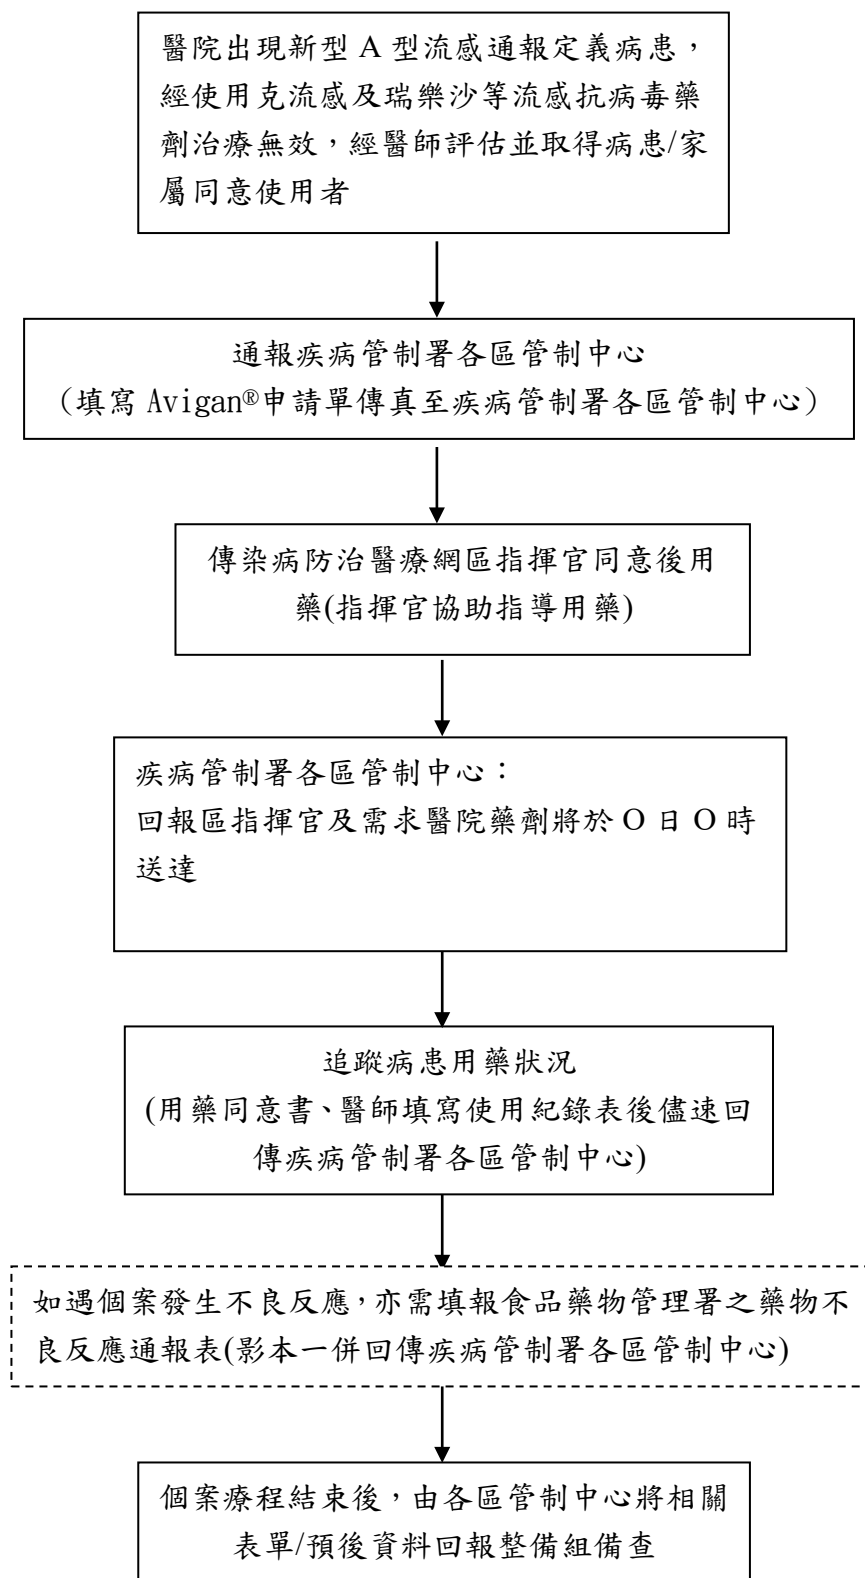 醫院出現新型 A 型流感通報定義病患，
經使用克流感及瑞樂沙等流感抗病毒藥
劑治療無效，經醫師評估並取得病患/家
屬同意使用者
通報疾病管制署各區管制中心
（填寫 Avigan®申請單傳真至疾病管制署各區管制中心）
傳染病防治醫療網區指揮官同意後用
藥(指揮官協助指導用藥)
疾病管制署各區管制中心：
回報區指揮官及需求醫院藥劑將於 O 日 O 時
送達
追蹤病患用藥狀況
(用藥同意書、醫師填寫使用紀錄表後儘速回
傳疾病管制署各區管制中心)
如遇個案發生不良反應，亦需填報食品藥物管理署之藥物不
良反應通報表(影本一併回傳疾病管制署各區管制中心)
個案療程結束後，由各區管制中心將相關
表單/預後資料回報整備組備查